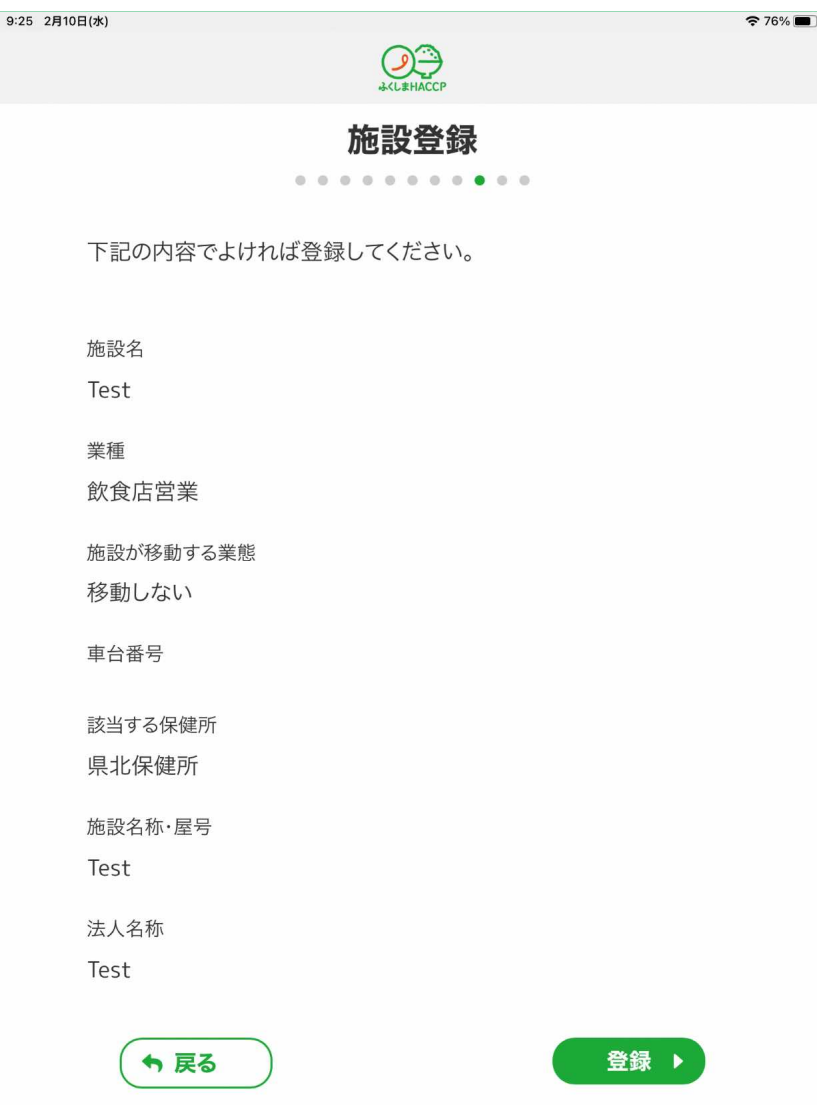 9:25 2月10日(水)
76%
ふくしまHACCP
施設登録
下記の内容でよければ登録してください。
施設名
Test
業種
飲食店営業
施設が移動する業態
移動しない
車台番号
該当する保健所
県北保健所
施設名称・屋号
Test
法人名称
Test
戻る
登録